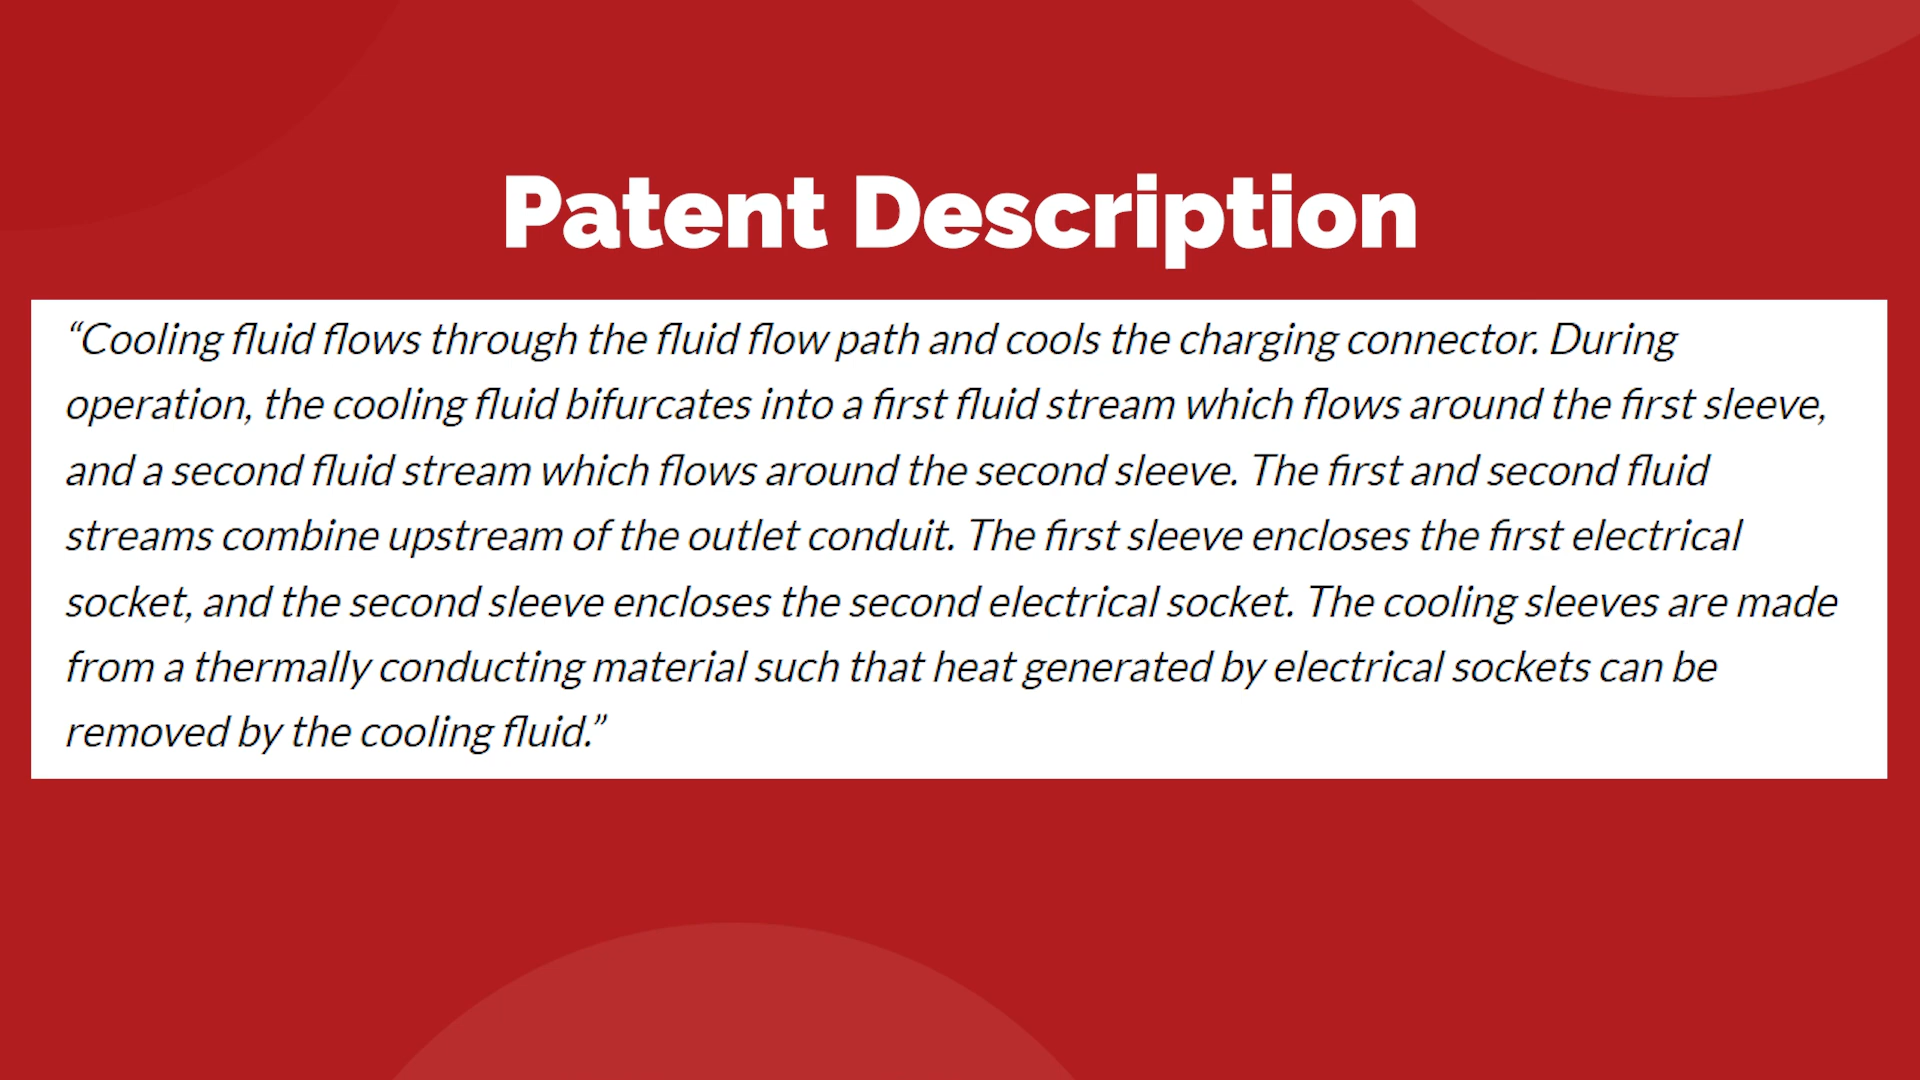 Patent Description
“Cooling fluid flows through the fluid flow path and cools the charging connector. During
operation, the cooling fluid bifurcates into a first fluid stream which flows around the first sleeve,
and a second fluid stream which flows around the second sleeve. The first and second fluid
streams combine upstream of the outlet conduit. The first sleeve encloses the first electrical
socket, and the second sleeve encloses the second electrical socket. The cooling sleeves are made
from a thermally conducting material such that heat generated by electrical sockets can be
removed by the cooling fluid.”